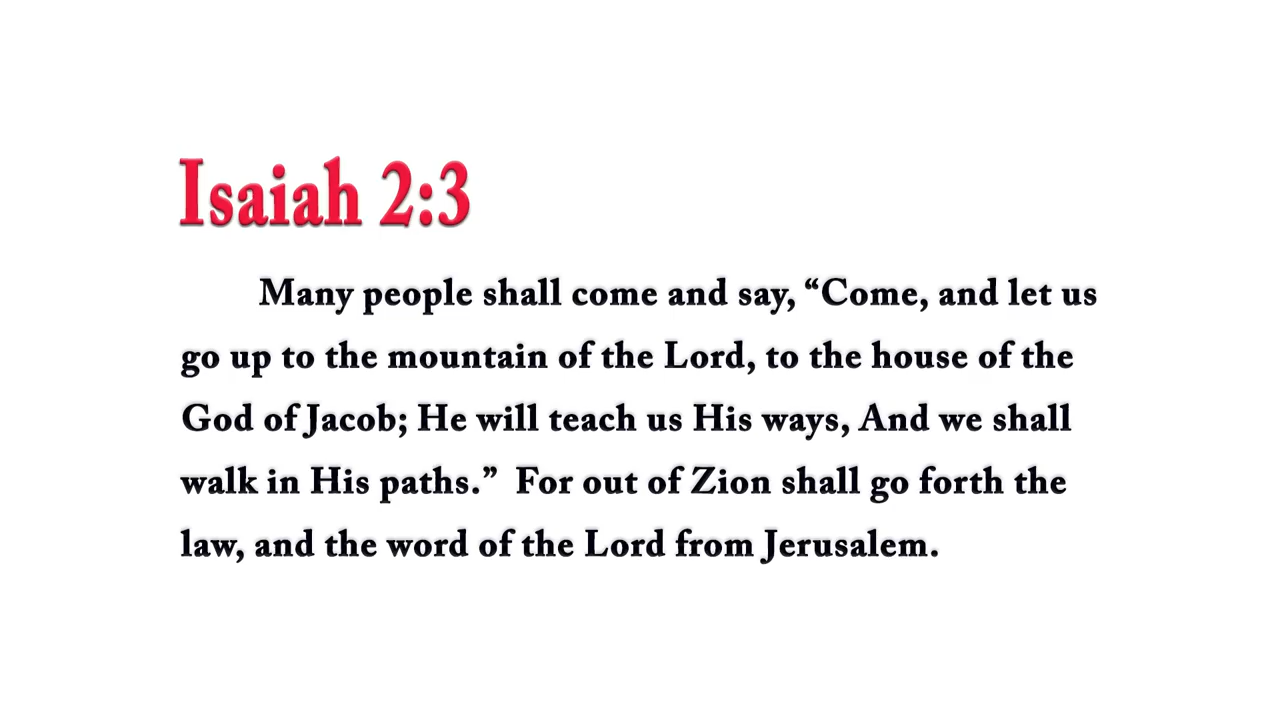 Isaiah 2:3
Many people shall come and say, “Come, and let us
go up to the mountain of the Lord, to the house of the
God of Jacob; He will teach us His ways, And we shall
walk in His paths.”  For out of Zion shall go forth the
law, and the word of the Lord from Jerusalem.